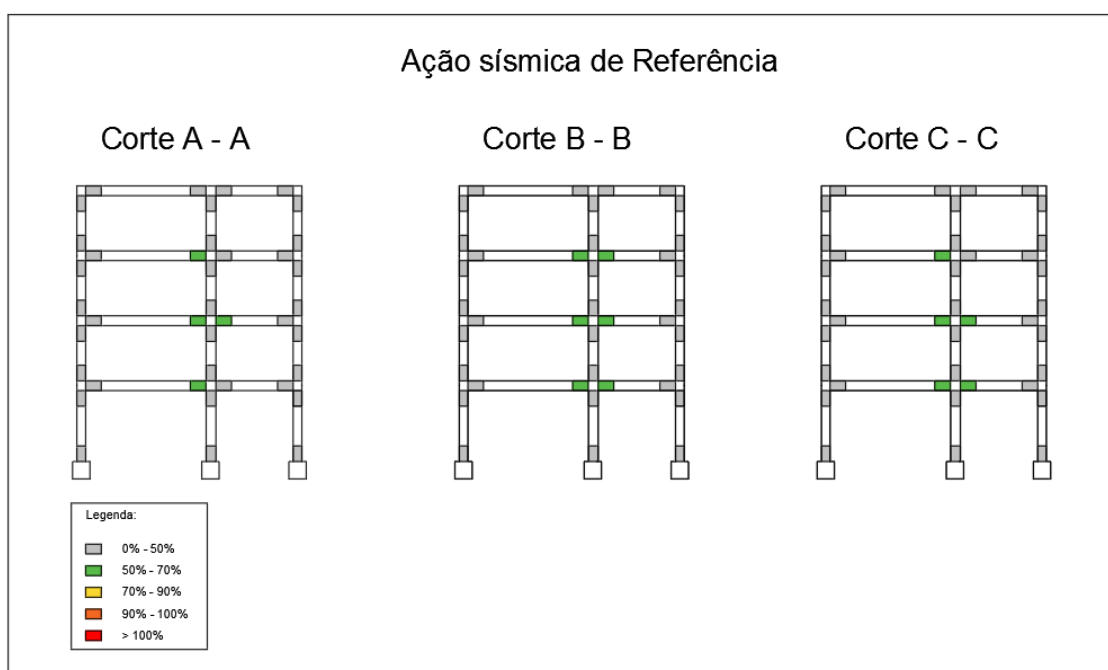 Ação sísmica de Referência
Corte A - A
Corte B - B
Corte C - C
Legenda:
0% - 50%
50% - 70%
70% - 90%
90% - 100%
> 100%